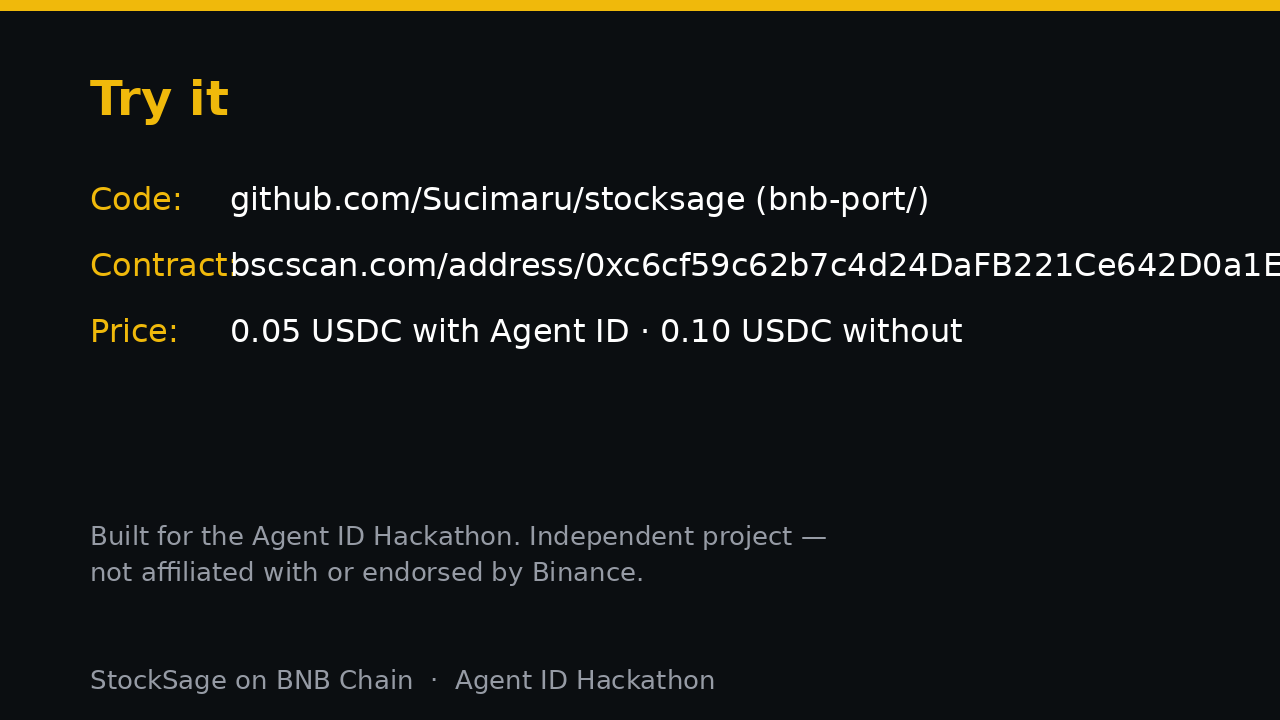 Try it
Code: github.com/Sucimaru/stocksage (bnb-port/)
Contract: bscscan.com/address/0xc6cf59c62b7c4d24DaFB221Ce642D0a1E
Price: 0.05 USDC with Agent ID · 0.10 USDC without
Built for the Agent ID Hackathon. Independent project —
not affiliated with or endorsed by Binance.
StockSage on BNB Chain · Agent ID Hackathon